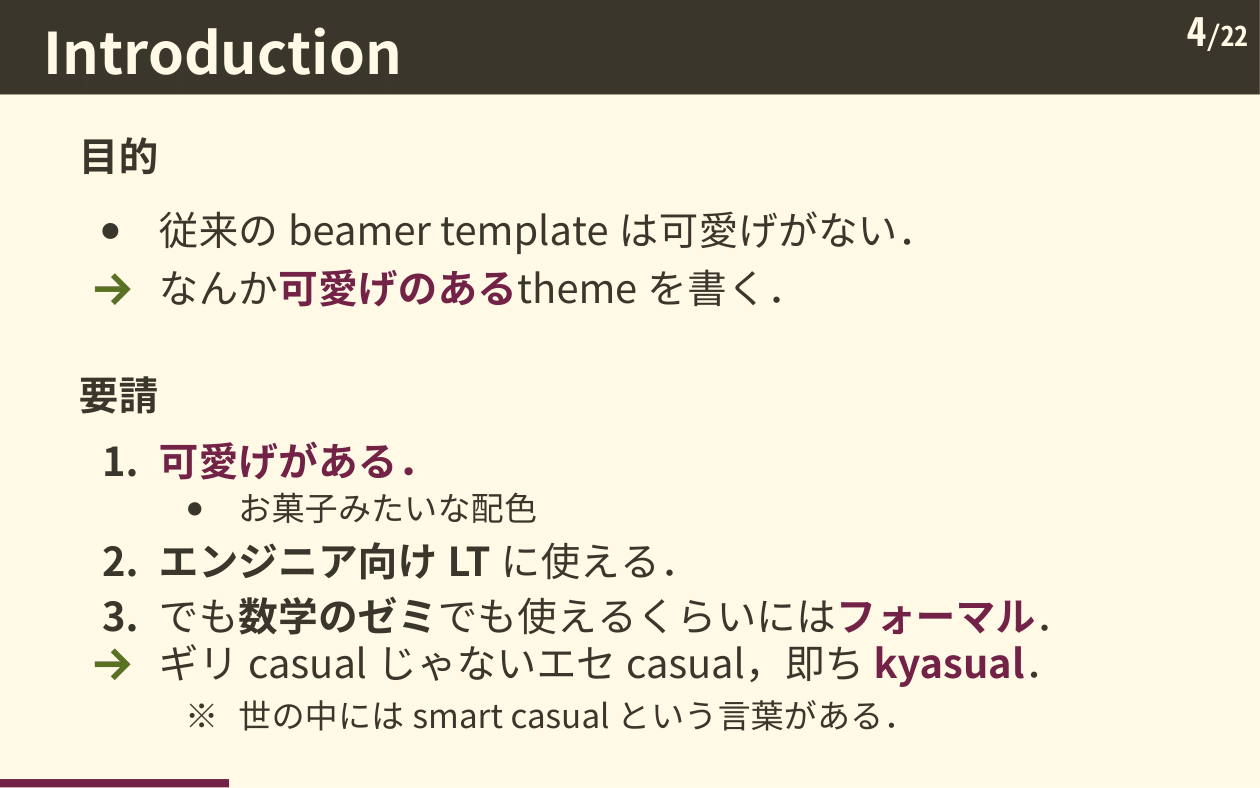 Introduction
4/22
目的
• 従来の beamer template は可愛げがない．
→ なんか可愛げのあるtheme を書く．
要請
1. 可愛げがある．
• お菓子みたいな配色
2. エンジニア向け LT に使える．
3. でも数学のゼミでも使えるくらいにはフォーマル．
→ ギリ casual じゃないエセ casual，即ち kyasual．
※ 世の中には smart casual という言葉がある．